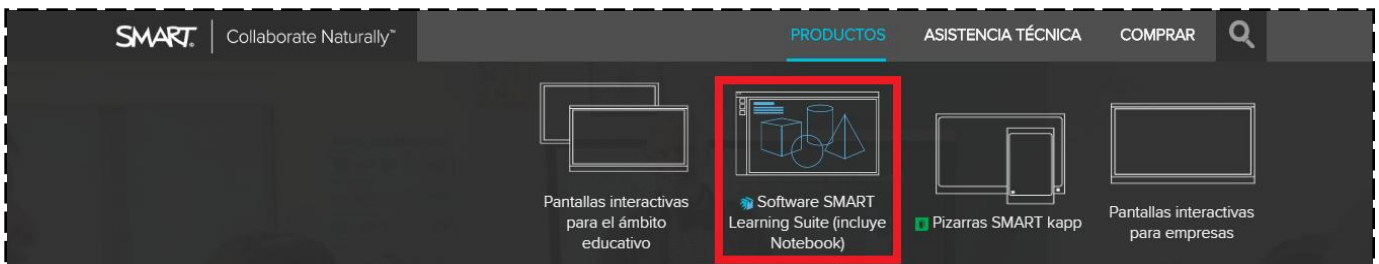 SMART. Collaborate Naturally™
PRODUCTOS ASISTENCIA TÉCNICA COMPRAR
Pantallas interactivas
para el ámbito
educativo
Software SMART
Learning Suite (incluye
Notebook)
Pizarras SMART kapp
Pantallas interactivas
para empresas